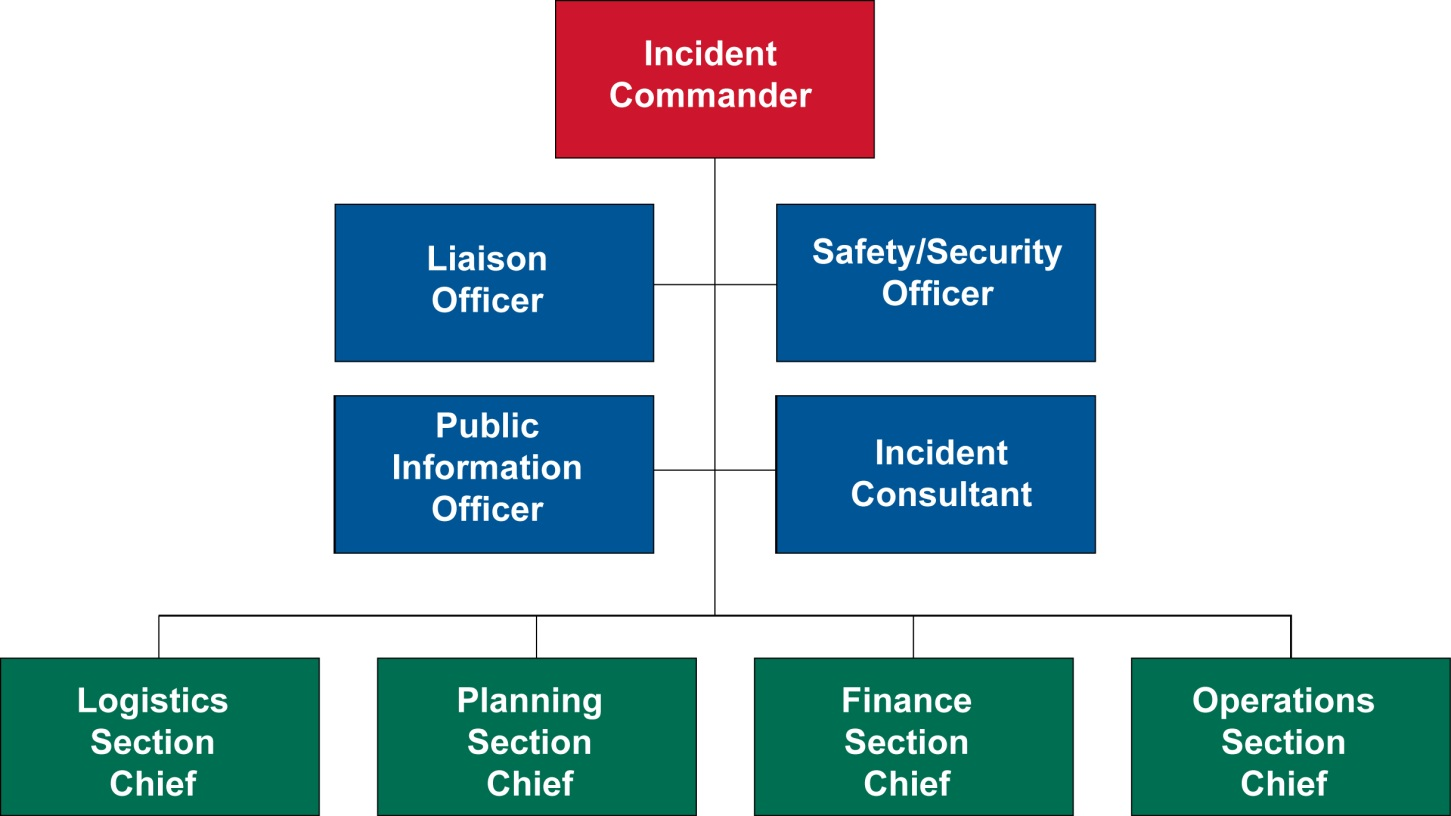 Incident
Commander
Liaison
Officer
Safety/Security
Officer
Public
Information
Officer
Incident
Consultant
Logistics
Section
Chief
Planning
Section
Chief
Finance
Section
Chief
Operations
Section
Chief